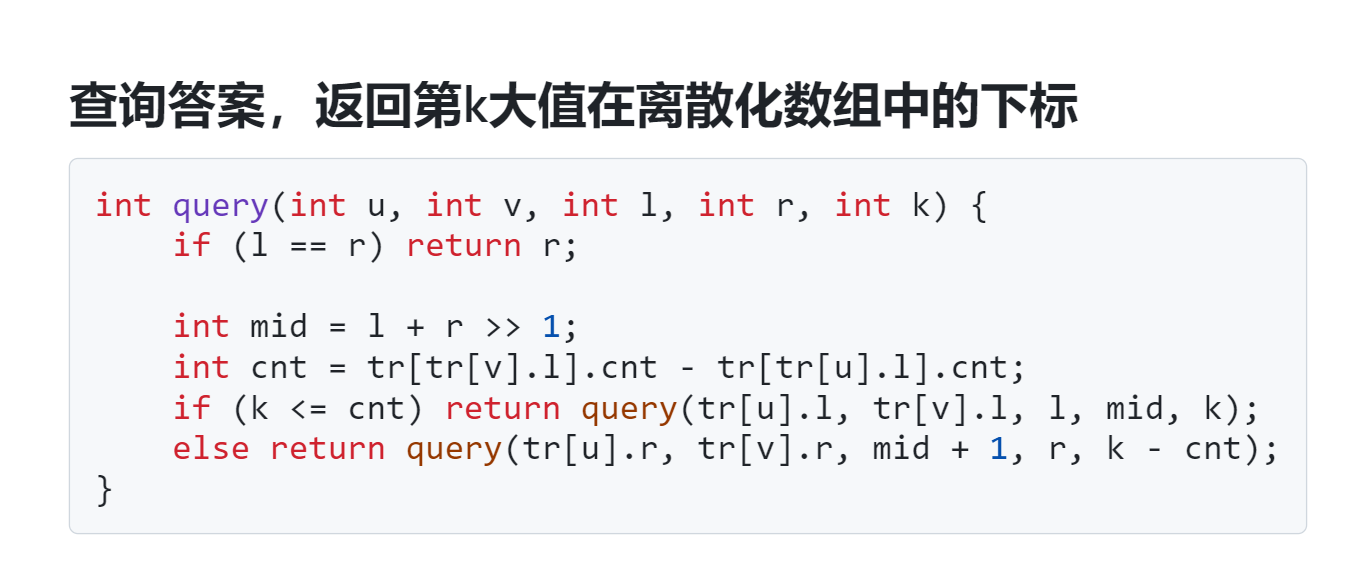 查询答案，返回第k大值在离散化数组中的下标
int query(int u, int v, int l, int r, int k) {
    if (l == r) return r;
    int mid = l + r >> 1;
    int cnt = tr[tr[v].l].cnt - tr[tr[u].l].cnt;
    if (k <= cnt) return query(tr[u].l, tr[v].l, l, mid, k);
    else return query(tr[u].r, tr[v].r, mid + 1, r, k - cnt);
}